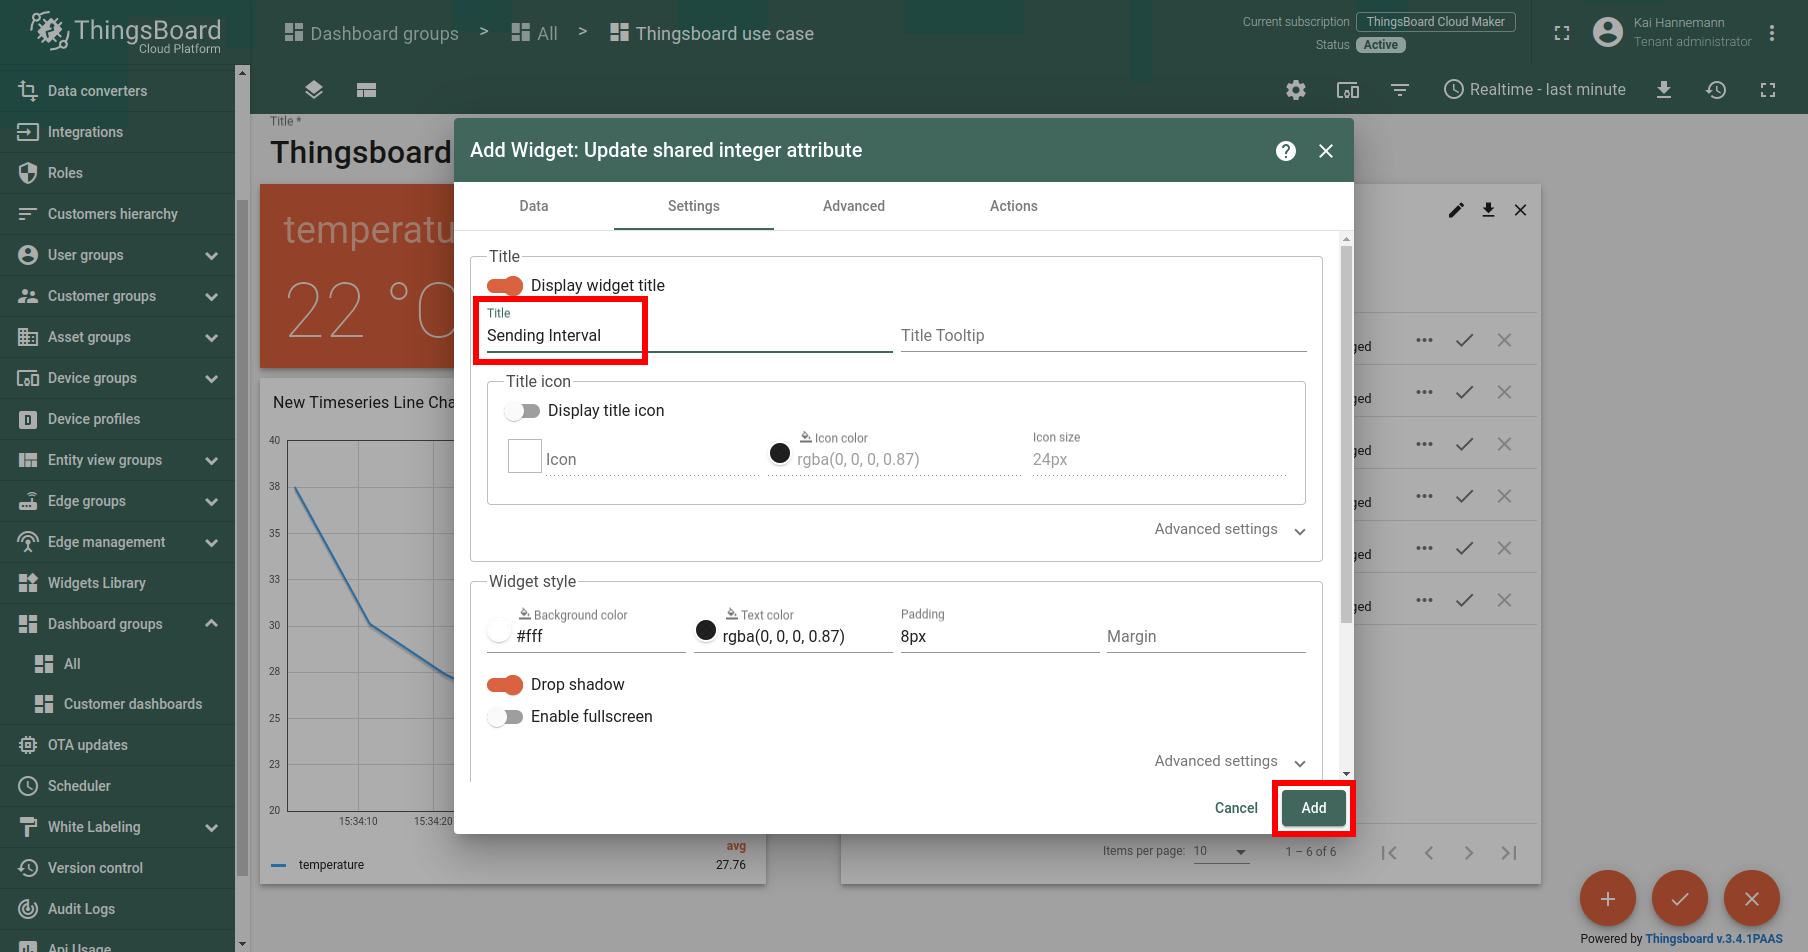 ThingsBoard
Cloud Platform
Dashboard groups > All > Thingsboard use case
Current subscription ThingsBoard Cloud Maker
Status Active
Kai Hannemann
Tenant administrator
Realtime - last minute
Data converters
Integrations
Roles
Customers hierarchy
User groups
Customer groups
Asset groups
Device groups
Device profiles
Entity view groups
Edge groups
Edge management
Widgets Library
Dashboard groups
All
Customer dashboards
OTA updates
Scheduler
White Labeling
Version control
Audit Logs
Api Usage
Title *
Thingsboard
temperatu
22 °C
New Timeseries Line Cha
40
38
35
33
30
28
25
23
20
15:34:10 15:34:20
avg
temperature 27.76
Add Widget: Update shared integer attribute
Data Settings Advanced Actions
Title
Display widget title
Title
Sending Interval
Title Tooltip
Title icon
Display title icon
Icon
Icon color
rgba(0, 0, 0, 0.87)
Icon size
24px
Advanced settings
Widget style
Background color
#fff
Text color
rgba(0, 0, 0, 0.87)
Padding
8px
Margin
Drop shadow
Enable fullscreen
Advanced settings
Cancel Add
ged
ged
ged
ged
ged
ged
Items per page: 10 1 – 6 of 6
Powered by Thingsboard v.3.4.1PAAS